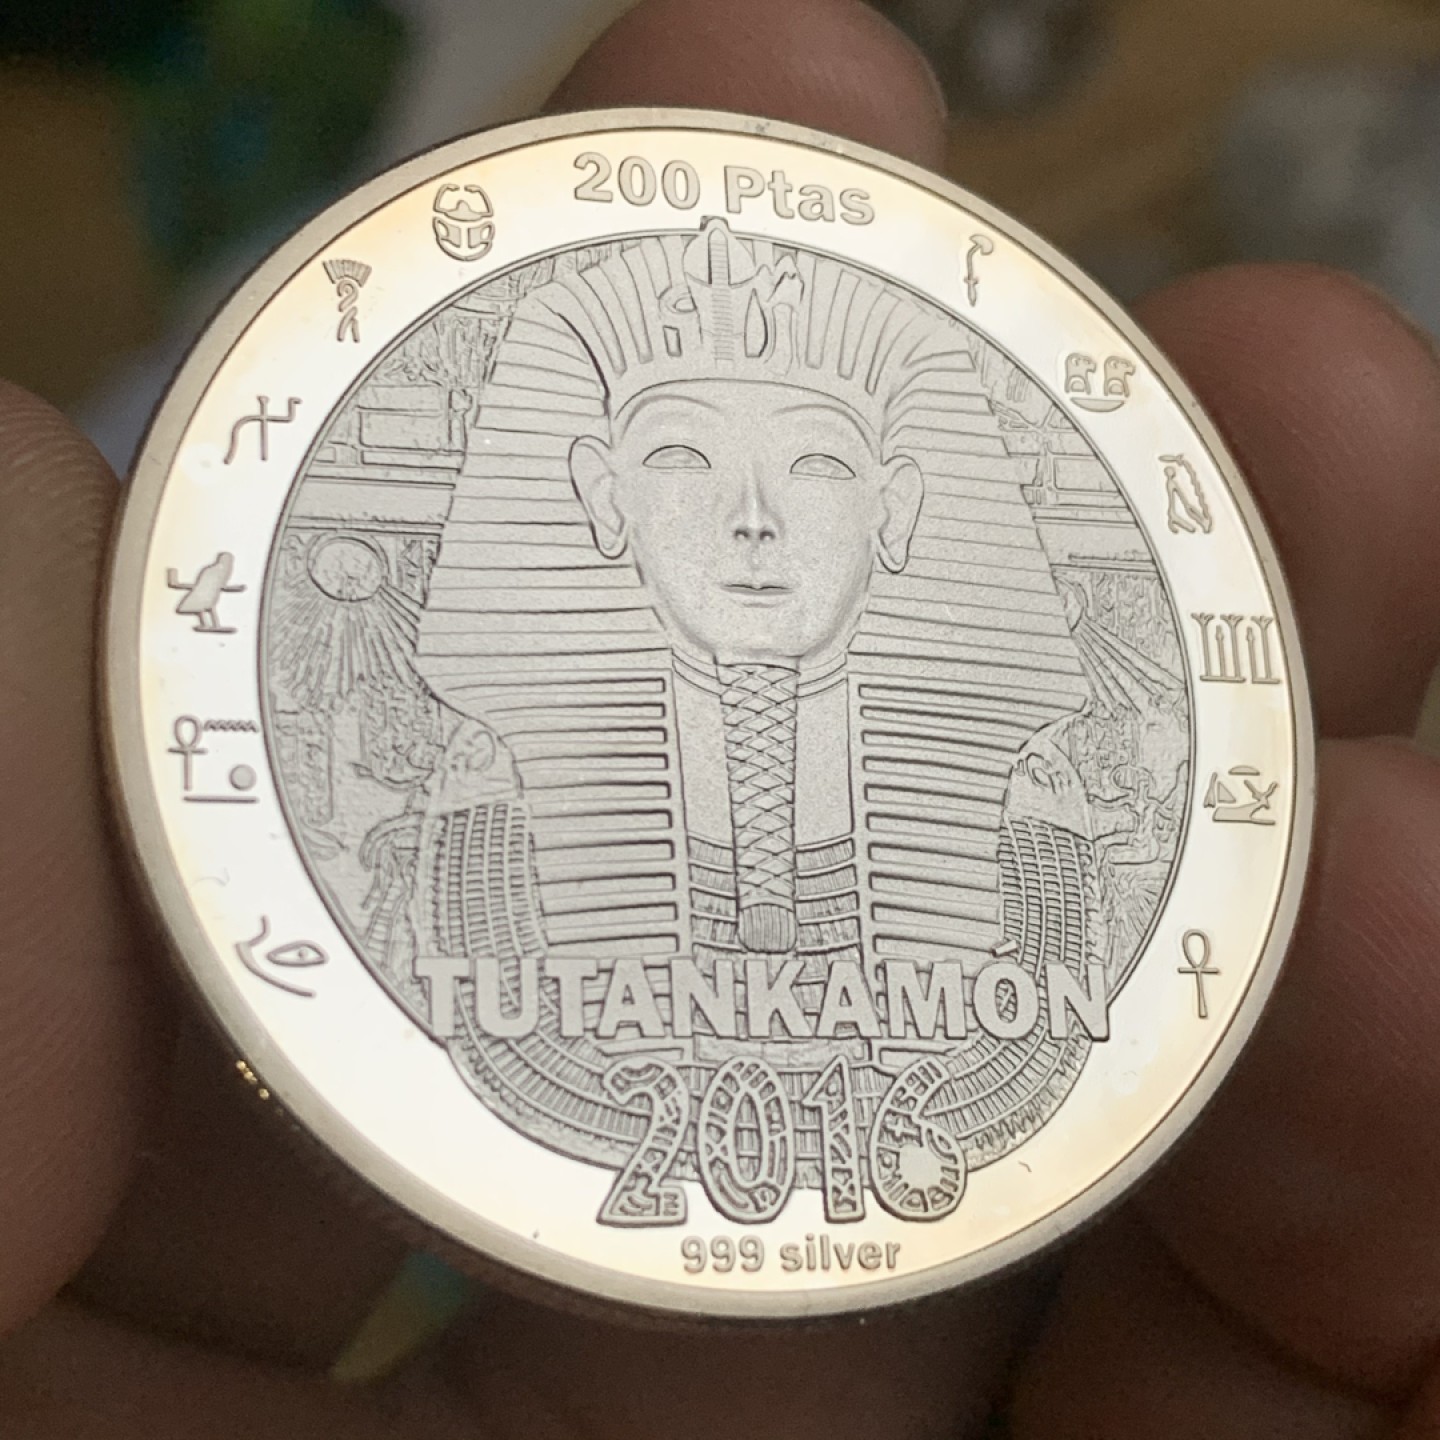 200 Ptas
TUTANKAMÓN
2016
999 silver